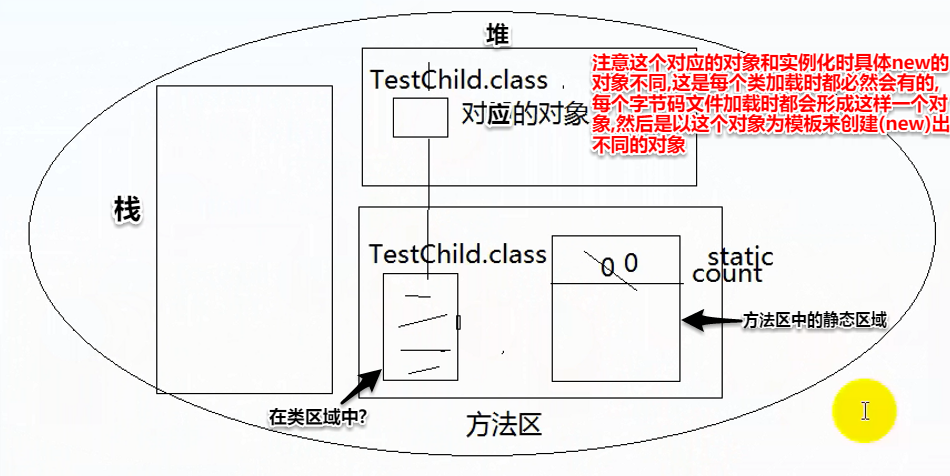 堆
TestChild.class
对应的对象
注意这个对应的对象和实例化时具体new的
对象不同,这是每个类加载时都必然会有的,
每个字节码文件加载时都会形成这样一个对
象,然后是以这个对象为模板来创建(new)出
不同的对象
栈
TestChild.class
0 0
static
count
方法区中的静态区域
在类区域中?
方法区